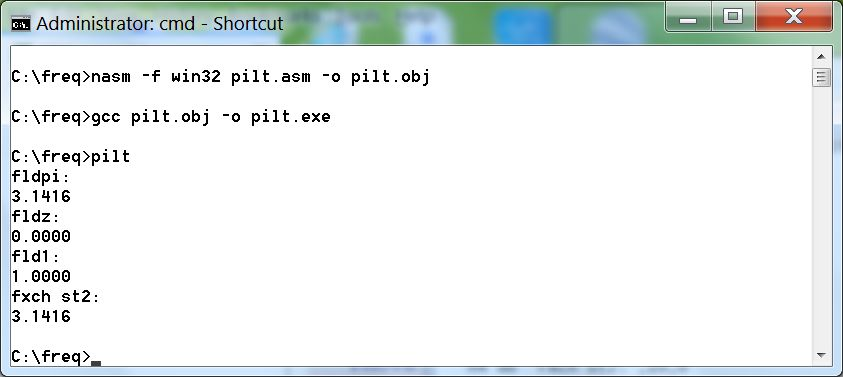 Administrator: cmd - Shortcut
C:\freq>nasm -f win32 pilt.asm -o pilt.obj
C:\freq>gcc pilt.obj -o pilt.exe
C:\freq>pilt
fldpi:
3.1416
fldz:
0.0000
fld1:
1.0000
fxch st2:
3.1416
C:\freq>